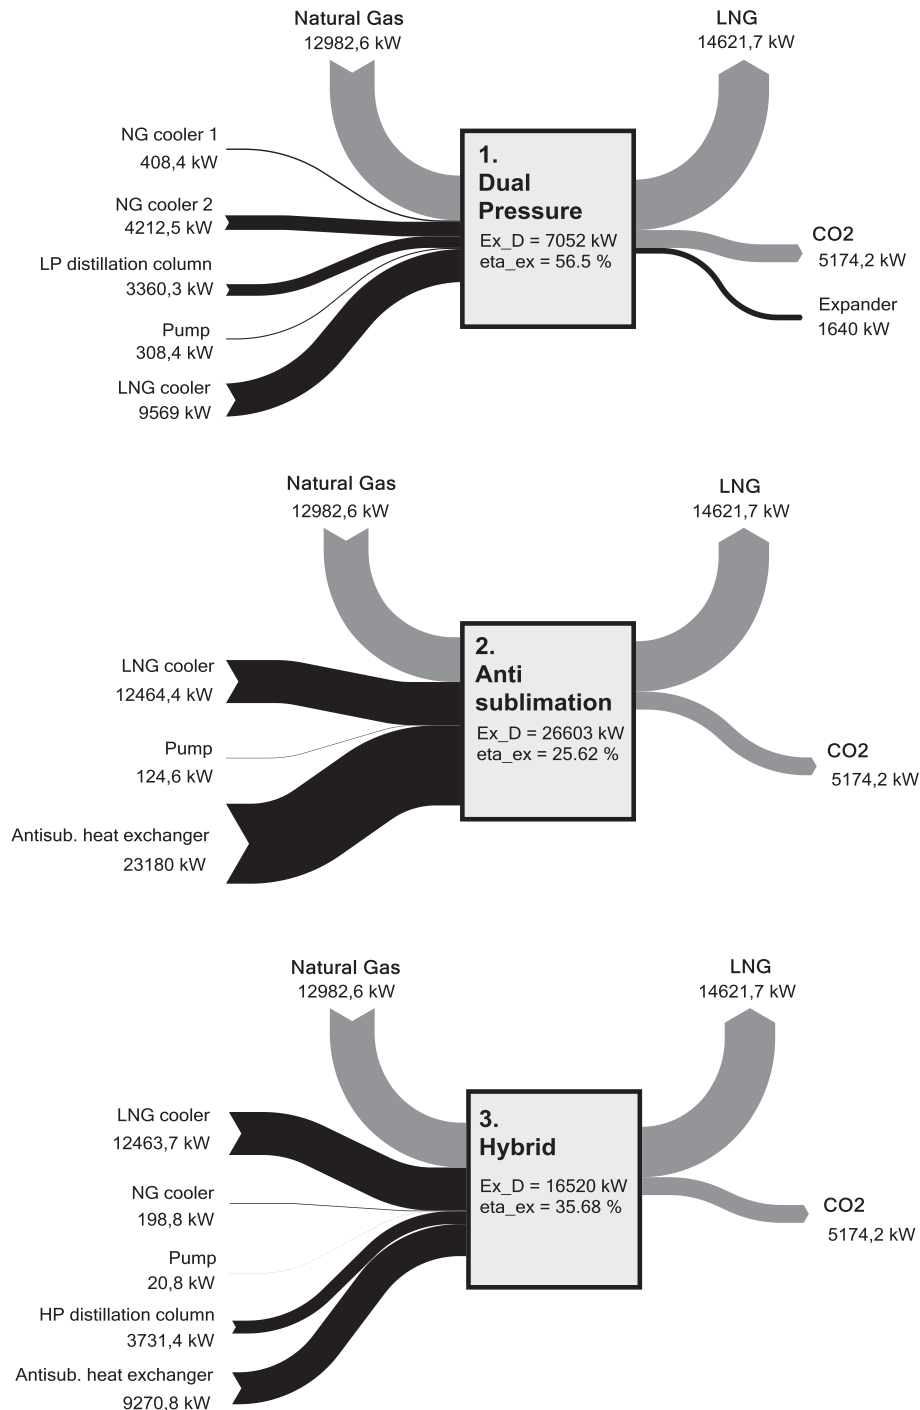 Natural Gas
12982,6 kW
LNG
14621,7 kW
NG cooler 1
408,4 kW
NG cooler 2
4212,5 kW
LP distillation column
3360,3 kW
Pump
308,4 kW
LNG cooler
9569 kW
1.
Dual
Pressure
Ex_D = 7052 kW
eta_ex = 56.5 %
CO2
5174,2 kW
Expander
1640 kW
Natural Gas
12982,6 kW
LNG
14621,7 kW
LNG cooler
12464,4 kW
Pump
124,6 kW
Antisub. heat exchanger
23180 kW
2.
Anti
sublimation
Ex_D = 26603 kW
eta_ex = 25.62 %
CO2
5174,2 kW
Natural Gas
12982,6 kW
LNG
14621,7 kW
LNG cooler
12463,7 kW
NG cooler
198,8 kW
Pump
20,8 kW
HP distillation column
3731,4 kW
Antisub. heat exchanger
9270,8 kW
3.
Hybrid
Ex_D = 16520 kW
eta_ex = 35.68 %
CO2
5174,2 kW